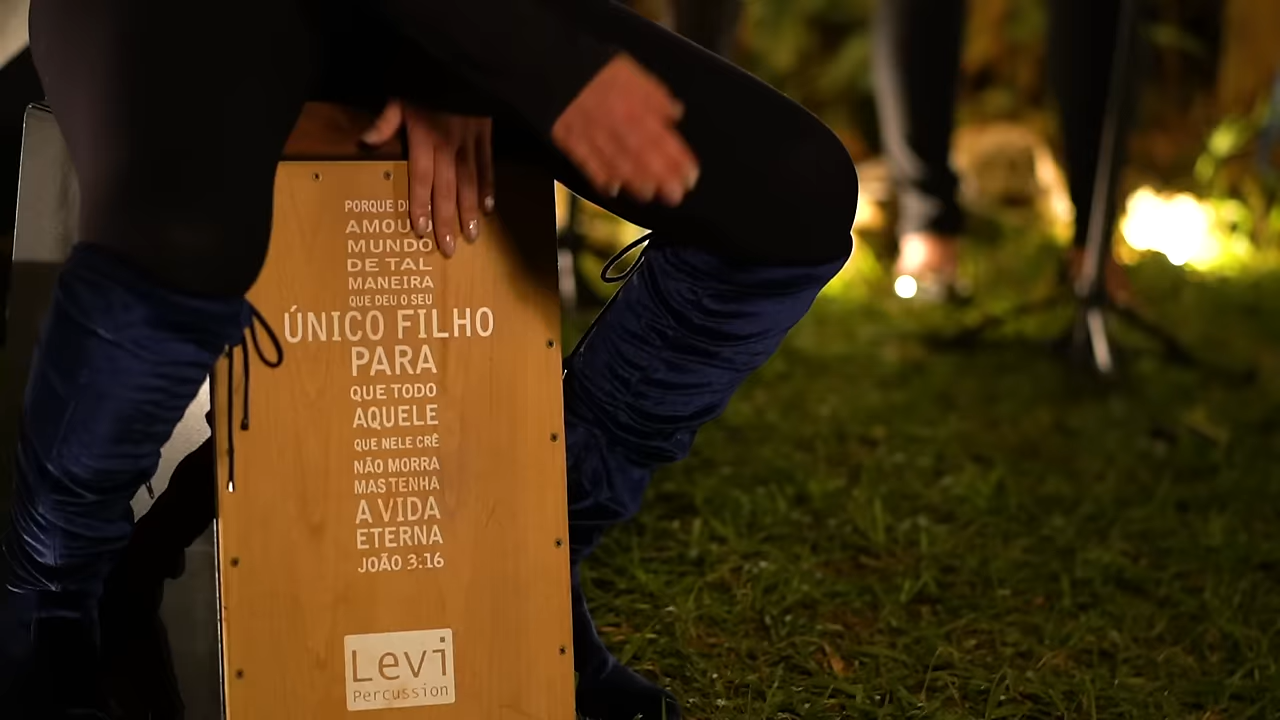 PORQUE
AMOU
MUNDO
DE TAL
MANEIRA
QUE DEU O SEU
ÚNICO FILHO
PARA
QUE TODO
AQUELE
QUE NELE CRÊ
NÃO MORRA
MAS TENHA
A VIDA
ETERNA
JOÃO 3:16
Levi
Percussion